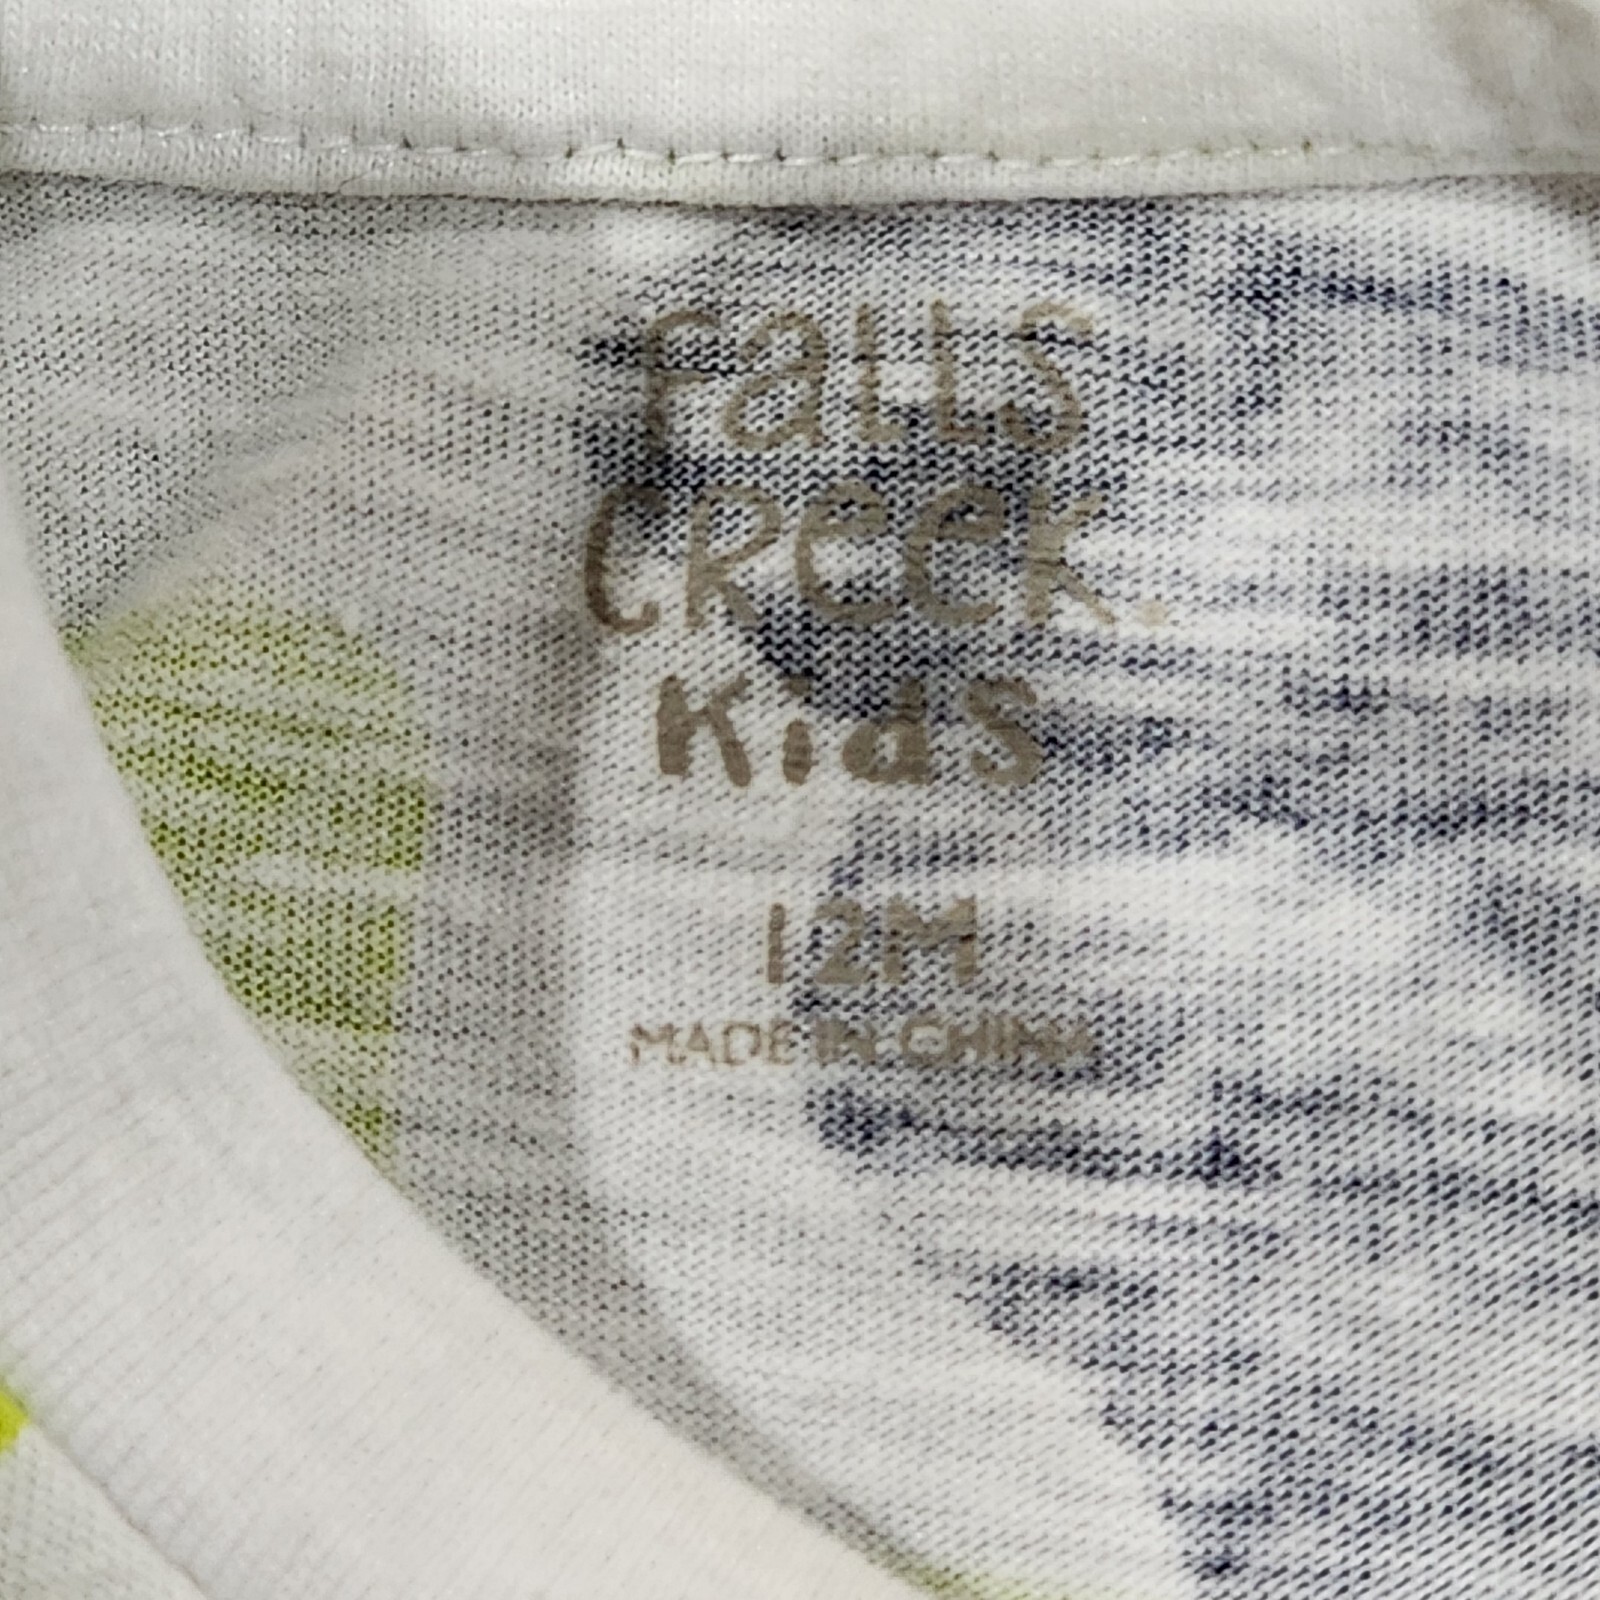 Falls
CReeK.
KidS
12M
MADE IN CHINA